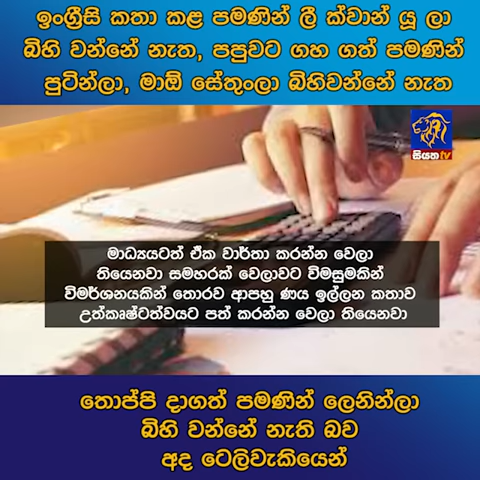 ඉංග්‍රීසි කතා කළ පමණින් ලී ක්වාන් යූ ලා
බිහි වන්නේ නැත, පපුවට ගහ ගත් පමණින්
පුටින්ලා, මාඕ සේතුංලා බිහිවන්නේ නැත
සියත tv
මාධ්‍යයටත් ඒක වාර්තා කරන්න වෙලා
තියෙනවා සමහරක් වෙලාවට විමසුමකින්
විමර්ශනයකින් තොරව ආපහු ණය ඉල්ලන කතාව
උත්කෘෂ්ටත්වයට පත් කරන්න වෙලා තියෙනවා
තොප්පි දාගත් පමණින් ලෙනින්ලා
බිහි වන්නේ නැති බව
අද ටෙලිවැකියෙන්